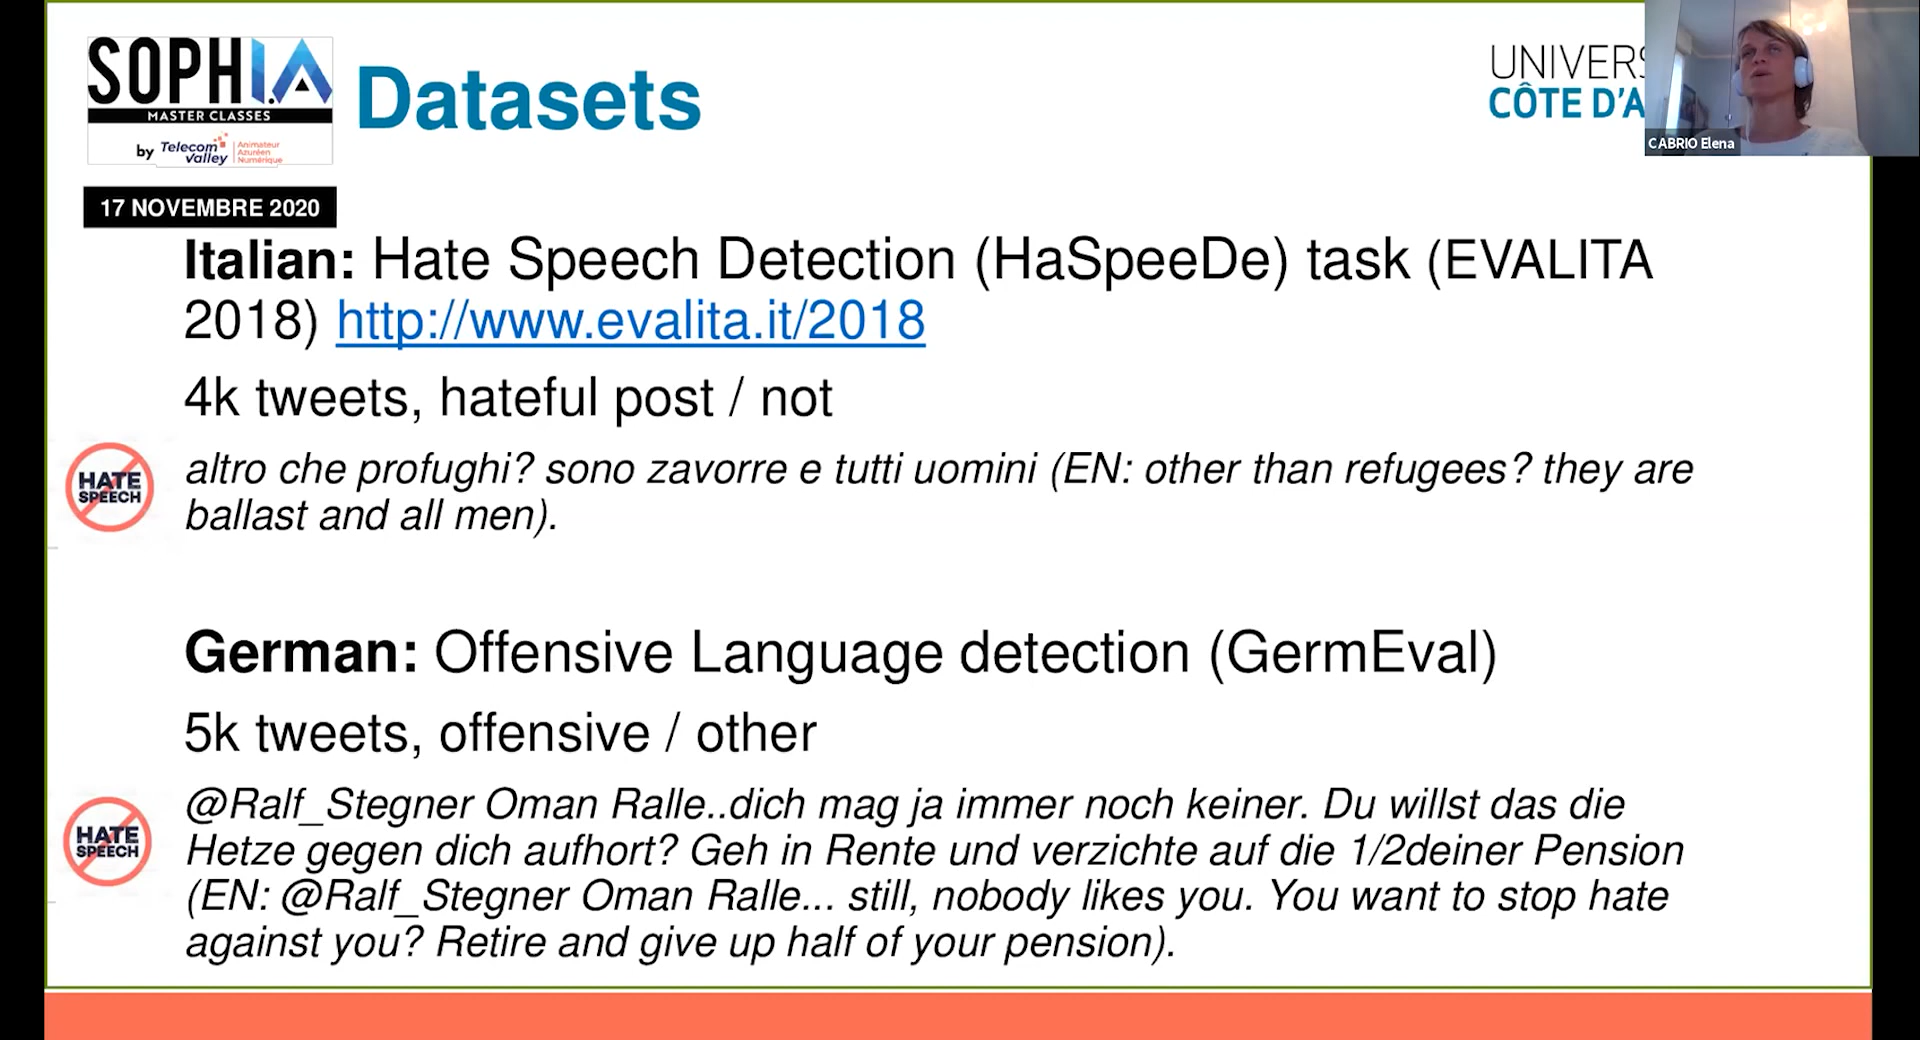 SOPHI.A
MASTER CLASSES
by Telecom Valley
Animateur
Azuréen
Numérique
Datasets
UNIVERS
CÔTE D'A
CABRIO Elena
17 NOVEMBRE 2020
Italian: Hate Speech Detection (HaSpeeDe) task (EVALITA
2018) http://www.evalita.it/2018
4k tweets, hateful post / not
HATE
SPEECH
altro che profughi? sono zavorre e tutti uomini (EN: other than refugees? they are
ballast and all men).
German: Offensive Language detection (GermEval)
5k tweets, offensive / other
HATE
SPEECH
@Ralf_Stegner Oman Ralle..dich mag ja immer noch keiner. Du willst das die
Hetze gegen dich aufhort? Geh in Rente und verzichte auf die 1/2deiner Pension
(EN: @Ralf_Stegner Oman Ralle... still, nobody likes you. You want to stop hate
against you? Retire and give up half of your pension).